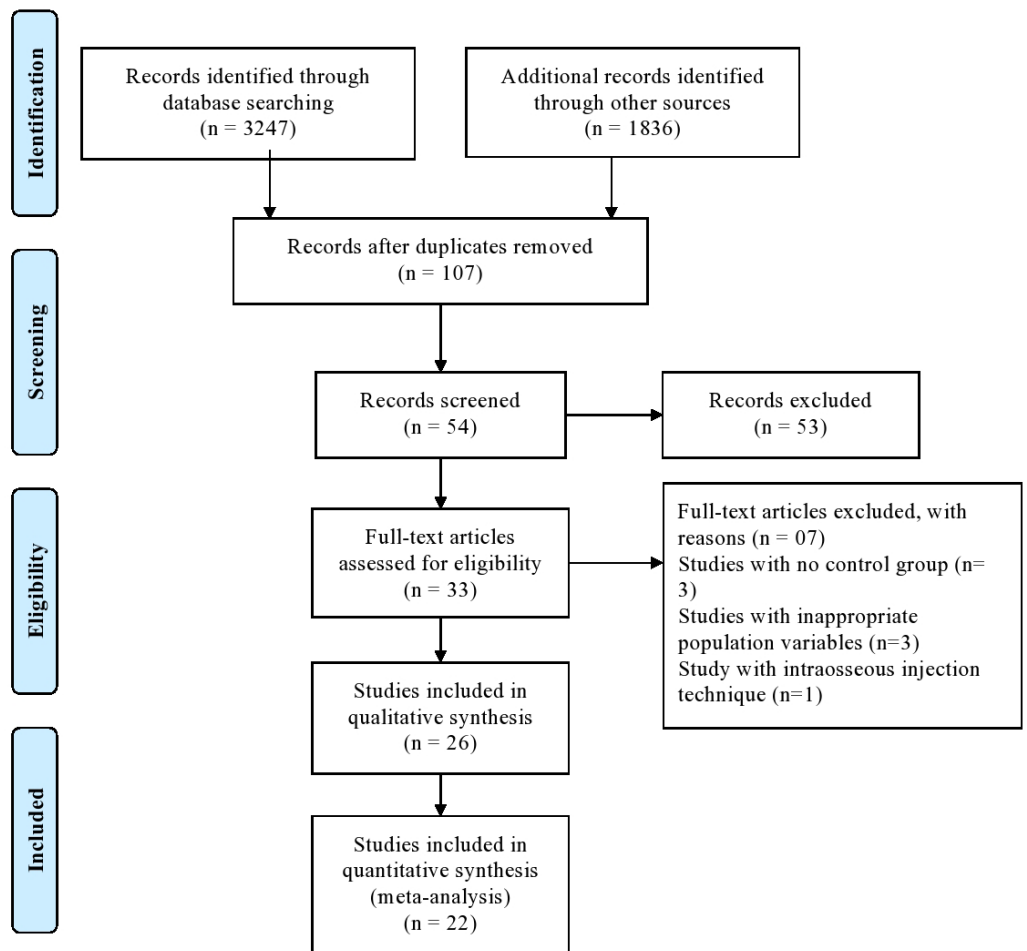 Identification
Records identified through
database searching
(n = 3247)
Additional records identified
through other sources
(n = 1836)
Records after duplicates removed
(n = 107)
Screening
Records screened
(n = 54)
Records excluded
(n = 53)
Eligibility
Full-text articles
assessed for eligibility
(n = 33)
Full-text articles excluded, with
reasons (n = 07)
Studies with no control group (n=
3)
Studies with inappropriate
population variables (n=3)
Study with intraosseous injection
technique (n=1)
Studies included in
qualitative synthesis
(n = 26)
Included
Studies included in
quantitative synthesis
(meta-analysis)
(n = 22)